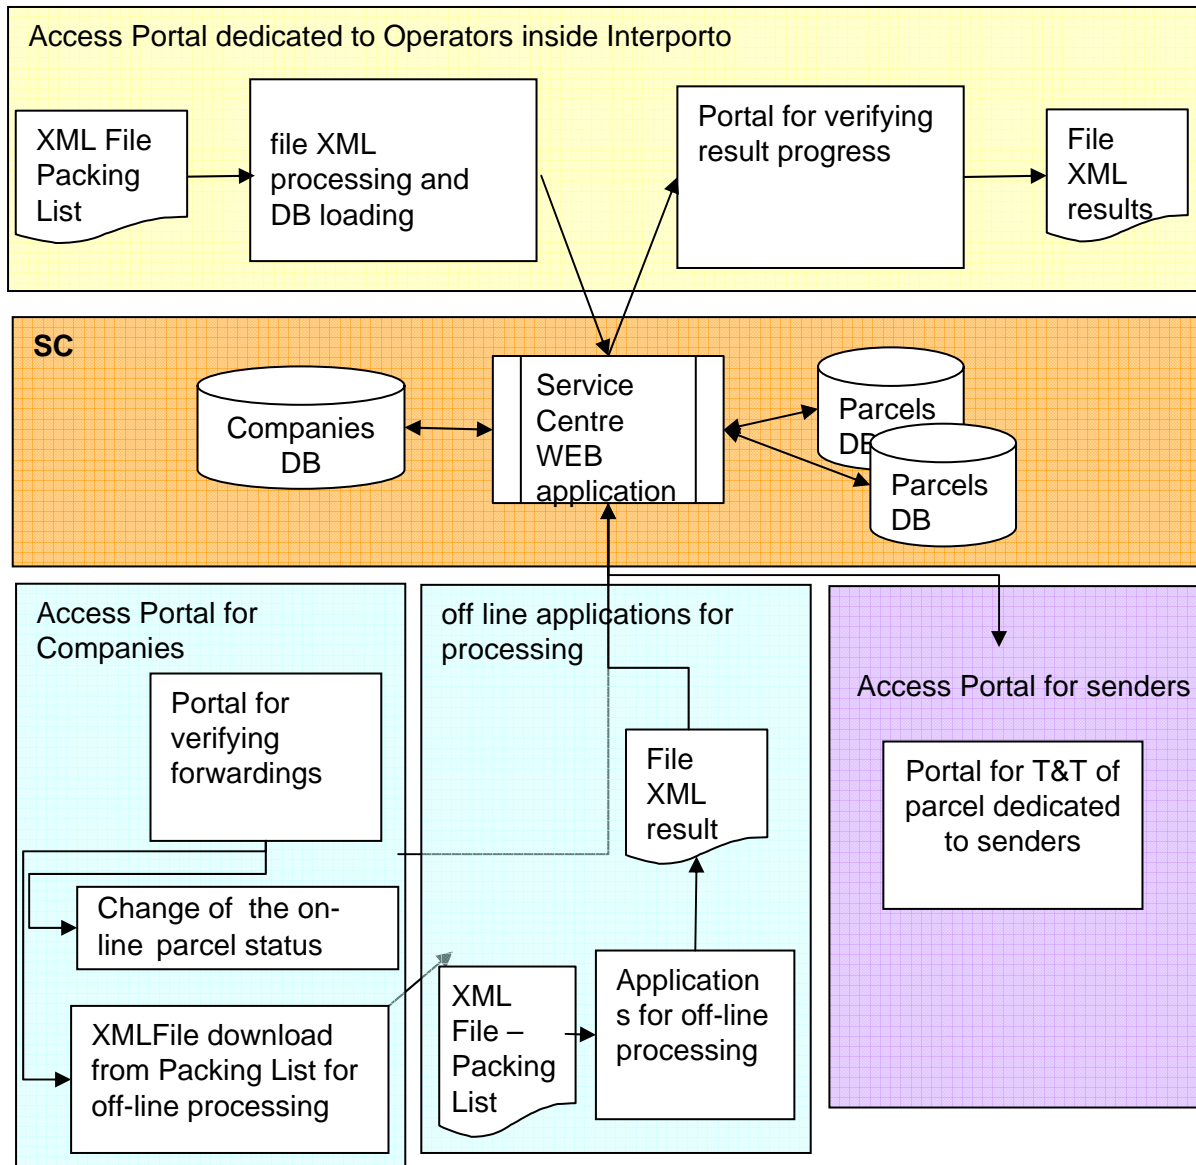 Access Portal dedicated to Operators inside Interporto
XML File
Packing
List
file XML
processing and
DB loading
Portal for verifying
result progress
File
XML
results
SC
Companies
DB
Service
Centre
WEB
application
Parcels
DB
Parcels
DB
Access Portal for
Companies
Portal for
verifying
forwardings
Change of the on-
line parcel status
XMLFile download
from Packing List for
off-line processing
off line applications for
processing
File
XML
result
XML
File –
Packing
List
Application
s for off-line
processing
Access Portal for senders
Portal for T&T of
parcel dedicated
to senders